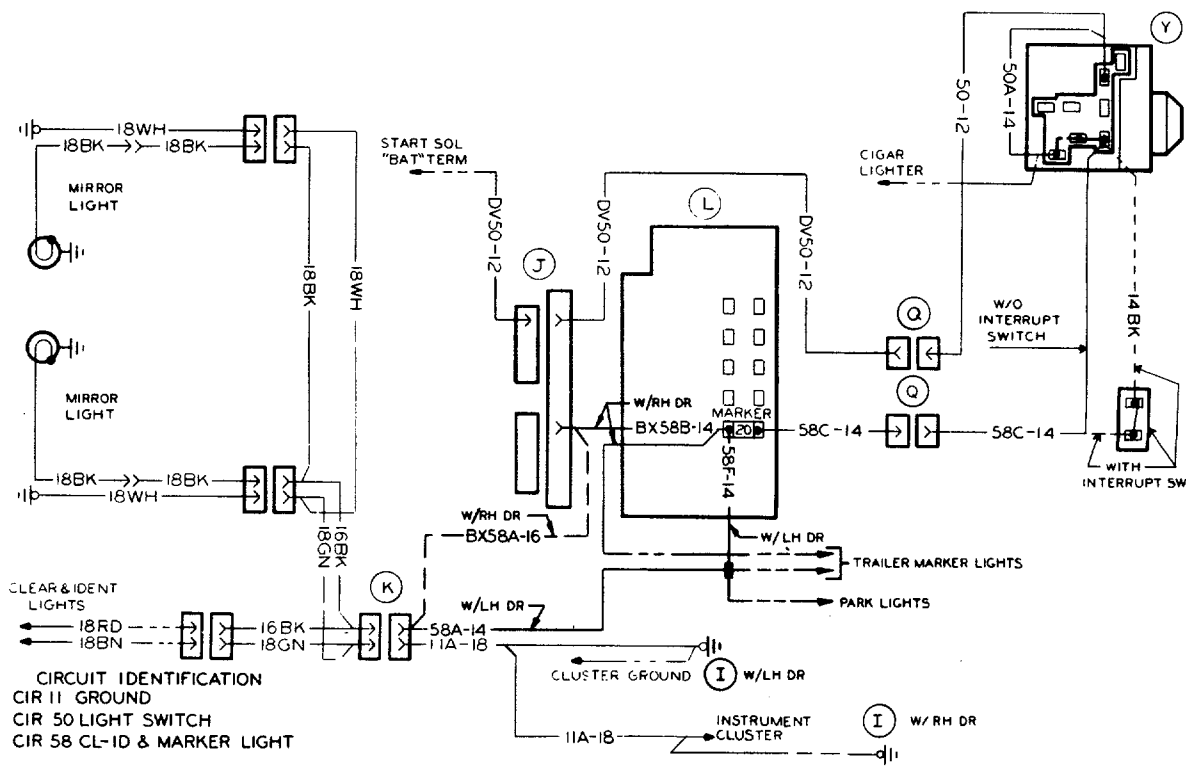 Y
50A-14
50-12
18WH
18BK
18BK
START SOL
"BAT" TERM
CIGAR
LIGHTER
MIRROR
LIGHT
L
DV50-12
DV50-12
DV50-12
J
18BK
18WH
W/O
INTERRUPT
SWITCH
14BK
Q
MIRROR
LIGHT
Q
W/RH DR
MARKER
BX58B-14
20
58C-14
58C-14
58F-14
WITH
INTERRUPT SW
18BK
18BK
18WH
W/RH DR
BX58A-16
W/LH DR
16BK
18GN
TRAILER MARKER LIGHTS
K
CLEAR & IDENT
LIGHTS
W/LH DR
PARK LIGHTS
18RD
16BK
58A-14
18BN
18GN
11A-18
CLUSTER GROUND
I
W/LH DR
CIRCUIT IDENTIFICATION
CIR 11 GROUND
CIR 50 LIGHT SWITCH
CIR 58 CL-ID & MARKER LIGHT
11A-18
INSTRUMENT
CLUSTER
I
W/RH DR